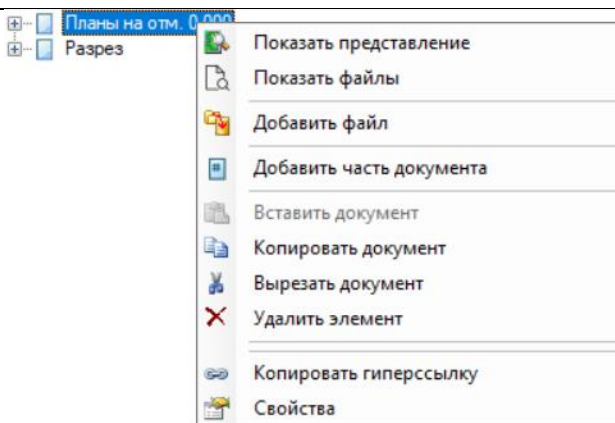 Планы на отм. 0.000
Разрез
Показать представление
Показать файлы
Добавить файл
Добавить часть документа
Вставить документ
Копировать документ
Вырезать документ
Удалить элемент
Копировать гиперссылку
Свойства